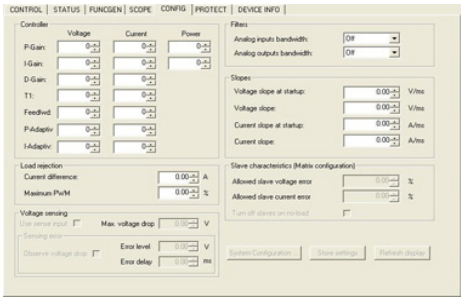 CONTROL | STATUS | FUNCGEN | SCOPE | CONFIG | PROTECT | DEVICE INFO |
Controller
Voltage Current Power
P-Gain: 0 0 0
I-Gain: 0 0 0
D-Gain: 0 0
T1: 0 0
Feedfwd: 0 0
P-Adaptiv 0 0
I-Adaptiv: 0 0
Load rejection
Current difference: 0.00 A
Maximum PWM 0.00 %
Voltage sensing
Use sense input Max. voltage drop 0.00 V
Sensing error
Observe voltage drop
Error level 0.00 V
Error delay 0.00 ms
Filters
Analog inputs bandwidth: Off
Analog outputs bandwidth: Off
Slopes
Voltage slope at startup: 0.00 V/ms
Voltage slope: 0.00 V/ms
Current slope at startup: 0.00 A/ms
Current slope: 0.00 A/ms
Slave characteristics (Matrix configuration)
Allowed slave voltage error 0.00 %
Allowed slave current error 0.00 %
Turn off slaves on no load
System Configuration Store settings Refresh display